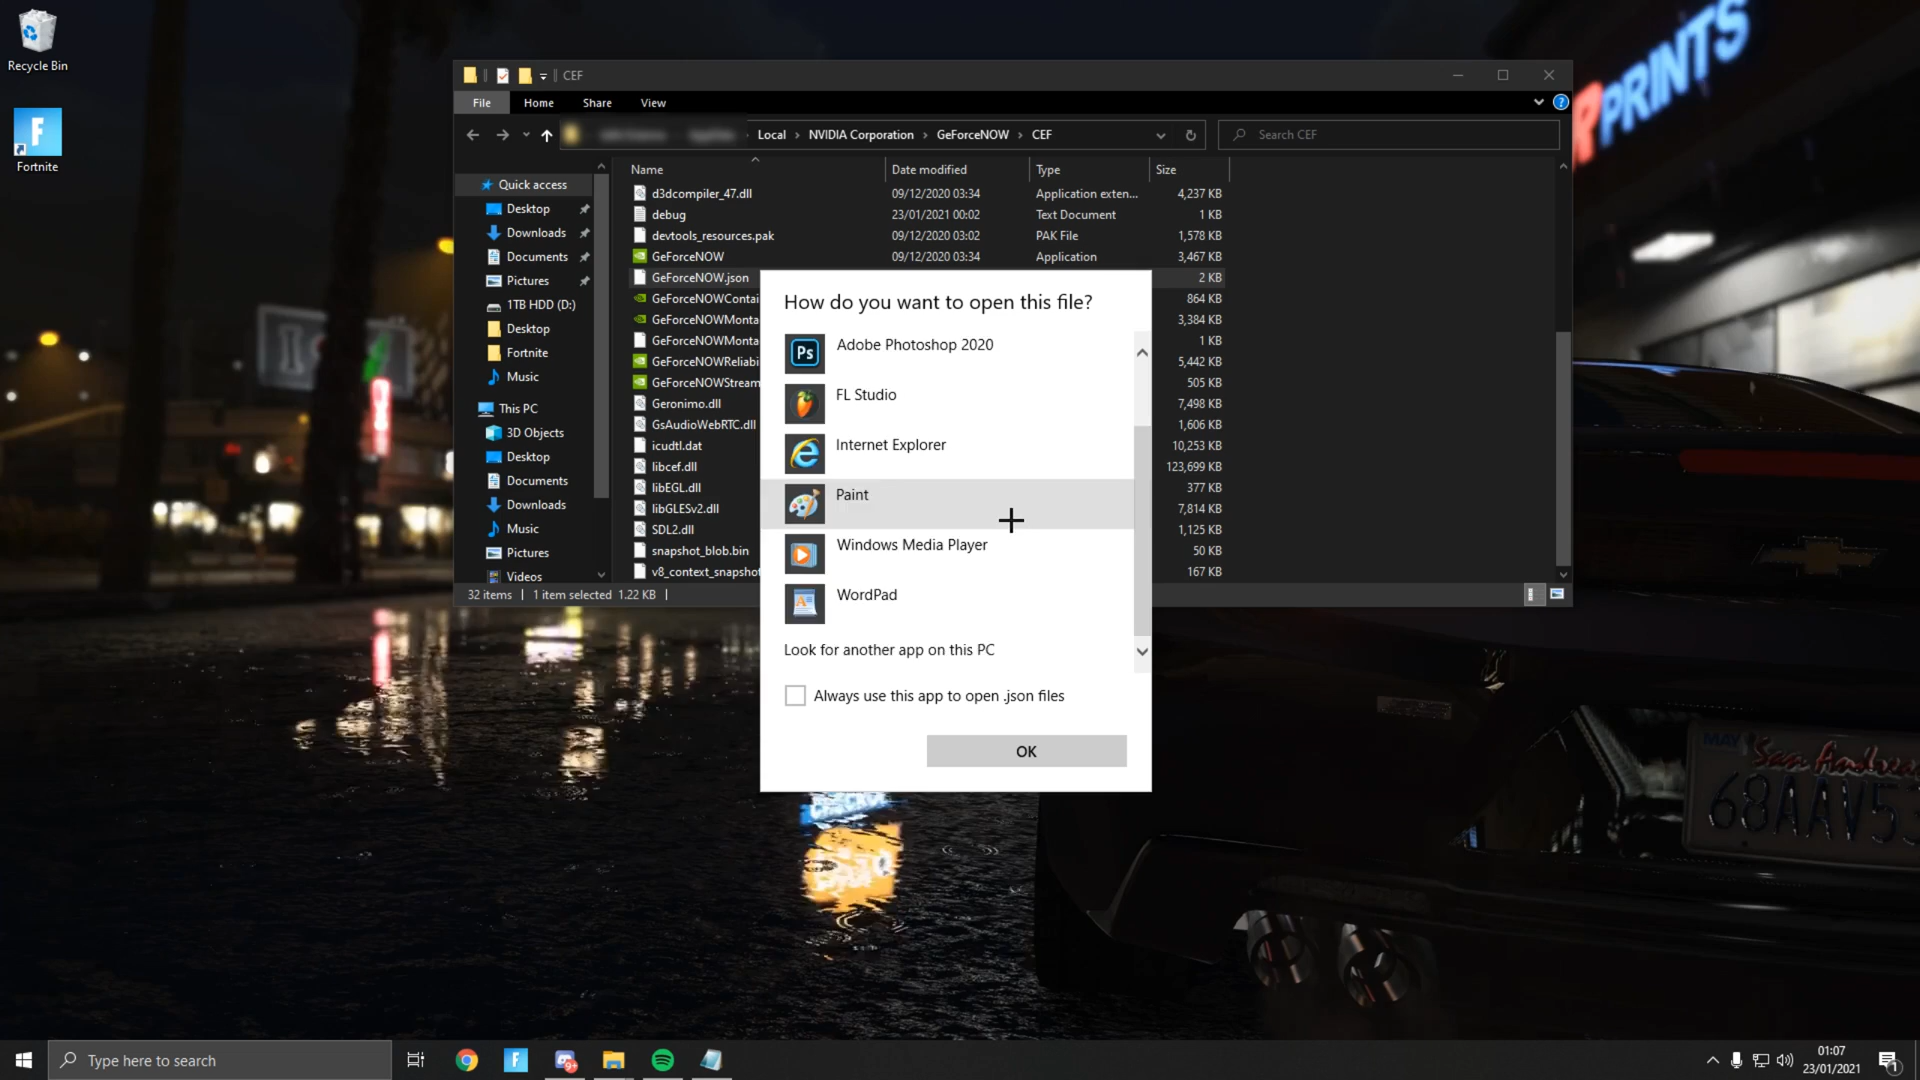 Recycle Bin
Fortnite
CEF
File Home Share View
Local NVIDIA Corporation GeForceNOW CEF
Search CEF
Name Date modified Type Size
Quick access
Desktop
Downloads
Documents
Pictures
1TB HDD (D:)
Desktop
Fortnite
Music
This PC
3D Objects
Desktop
Documents
Downloads
Music
Pictures
Videos
d3dcompiler_47.dll 09/12/2020 03:34 Application exten... 4,237 KB
debug 23/01/2021 00:02 Text Document 1 KB
devtools_resources.pak 09/12/2020 03:02 PAK File 1,578 KB
GeForceNOW 09/12/2020 03:34 Application 3,467 KB
GeForceNOW.json 2 KB
GeForceNOWContai 864 KB
GeForceNOWMonta 3,384 KB
GeForceNOWMonta 1 KB
GeForceNOWReliabi 5,442 KB
GeForceNOWStream 505 KB
Geronimo.dll 7,498 KB
GsAudioWebRTC.dll 1,606 KB
icudtl.dat 10,253 KB
libcef.dll 123,699 KB
libEGL.dll 377 KB
libGLESv2.dll 7,814 KB
SDL2.dll 1,125 KB
snapshot_blob.bin 50 KB
v8_context_snapshot 167 KB
32 items 1 item selected 1.22 KB
How do you want to open this file?
Ps Adobe Photoshop 2020
FL Studio
Internet Explorer
Paint
Windows Media Player
WordPad
Look for another app on this PC
Always use this app to open .json files
OK
PRINTS
MAY
San Andreas
68AAV5
Type here to search
9+
01:07
23/01/2021
1